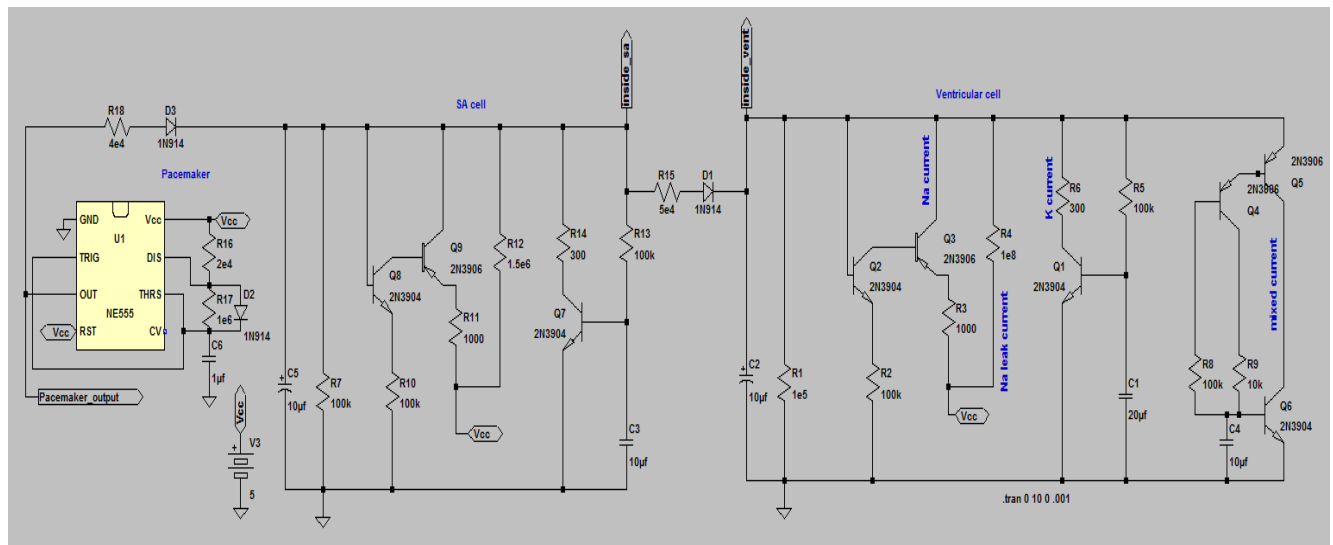 inside_sa
inside_vent
SA cell
Ventricular cell
R18
4e4
D3
1N914
Pacemaker
GND
Vcc
U1
TRIG
DIS
OUT
THRS
NE555
RST
CV
Vcc
Vcc
R16
2e4
R17
1e6
D2
1N914
C6
1µf
Pacemaker_output
Vcc
V3
5
C5
10µf
R7
100k
Q8
2N3904
R10
100k
Q9
2N3906
R11
1000
R12
1.5e6
Vcc
R14
300
R13
100k
Q7
2N3904
C3
10µf
R15
5e4
D1
1N914
C2
10µf
R1
1e5
Q2
2N3904
R2
100k
Na current
Q3
2N3906
R3
1000
R4
1e8
Na leak current
Vcc
K current
R6
300
R5
100k
Q1
2N3904
C1
20µf
2N3906
Q5
2N3906
Q4
mixed current
R8
100k
R9
10k
C4
10µf
Q6
2N3904
.tran 0 10 0 .001